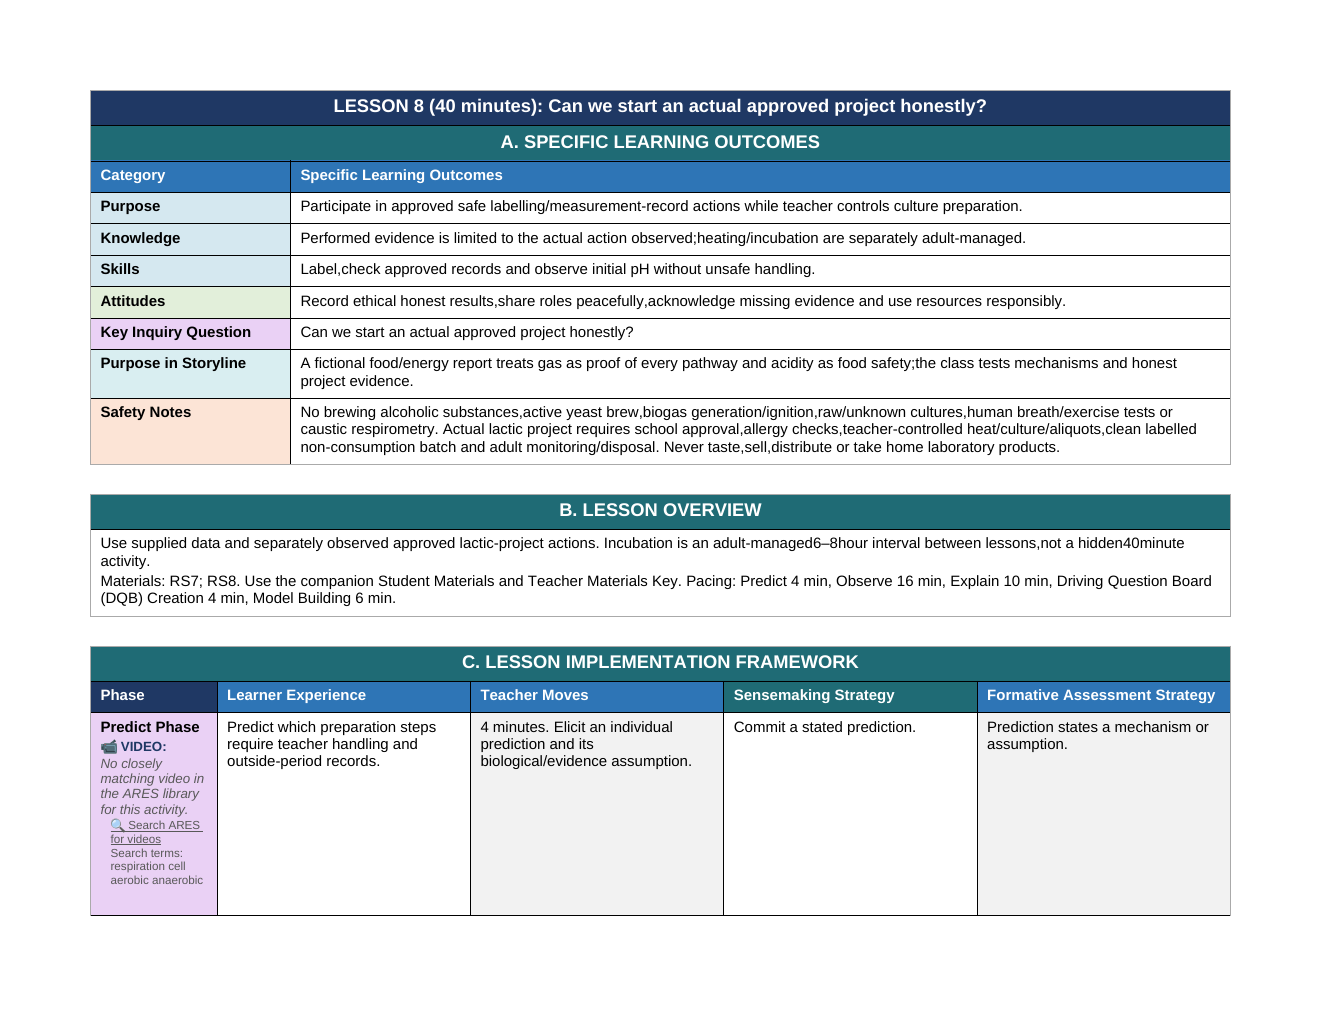 LESSON 8 (40 minutes): Can we start an actual approved project honestly?
A. SPECIFIC LEARNING OUTCOMES
Category
Specific Learning Outcomes
Purpose
Participate in approved safe labelling/measurement-record actions while teacher controls culture preparation.
Knowledge
Performed evidence is limited to the actual action observed;heating/incubation are separately adult-managed.
Skills
Label,check approved records and observe initial pH without unsafe handling.
Attitudes
Record ethical honest results,share roles peacefully,acknowledge missing evidence and use resources responsibly.
Key Inquiry Question
Can we start an actual approved project honestly?
Purpose in Storyline
A fictional food/energy report treats gas as proof of every pathway and acidity as food safety;the class tests mechanisms and honest
project evidence.
Safety Notes
No brewing alcoholic substances,active yeast brew,biogas generation/ignition,raw/unknown cultures,human breath/exercise tests or
caustic respirometry. Actual lactic project requires school approval,allergy checks,teacher-controlled heat/culture/aliquots,clean labelled
non-consumption batch and adult monitoring/disposal. Never taste,sell,distribute or take home laboratory products.
B. LESSON OVERVIEW
Use supplied data and separately observed approved lactic-project actions. Incubation is an adult-managed6–8hour interval between lessons,not a hidden40minute
activity.
Materials: RS7; RS8. Use the companion Student Materials and Teacher Materials Key. Pacing: Predict 4 min, Observe 16 min, Explain 10 min, Driving Question Board
(DQB) Creation 4 min, Model Building 6 min.
C. LESSON IMPLEMENTATION FRAMEWORK
Phase
Learner Experience
Teacher Moves
Sensemaking Strategy
Formative Assessment Strategy
Predict Phase
📹 VIDEO:
No closely
matching video in
the ARES library
for this activity.
🔍 Search ARES
for videos
Search terms:
respiration cell
aerobic anaerobic
Predict which preparation steps
require teacher handling and
outside-period records.
4 minutes. Elicit an individual
prediction and its
biological/evidence assumption.
Commit a stated prediction.
Prediction states a mechanism or
assumption.